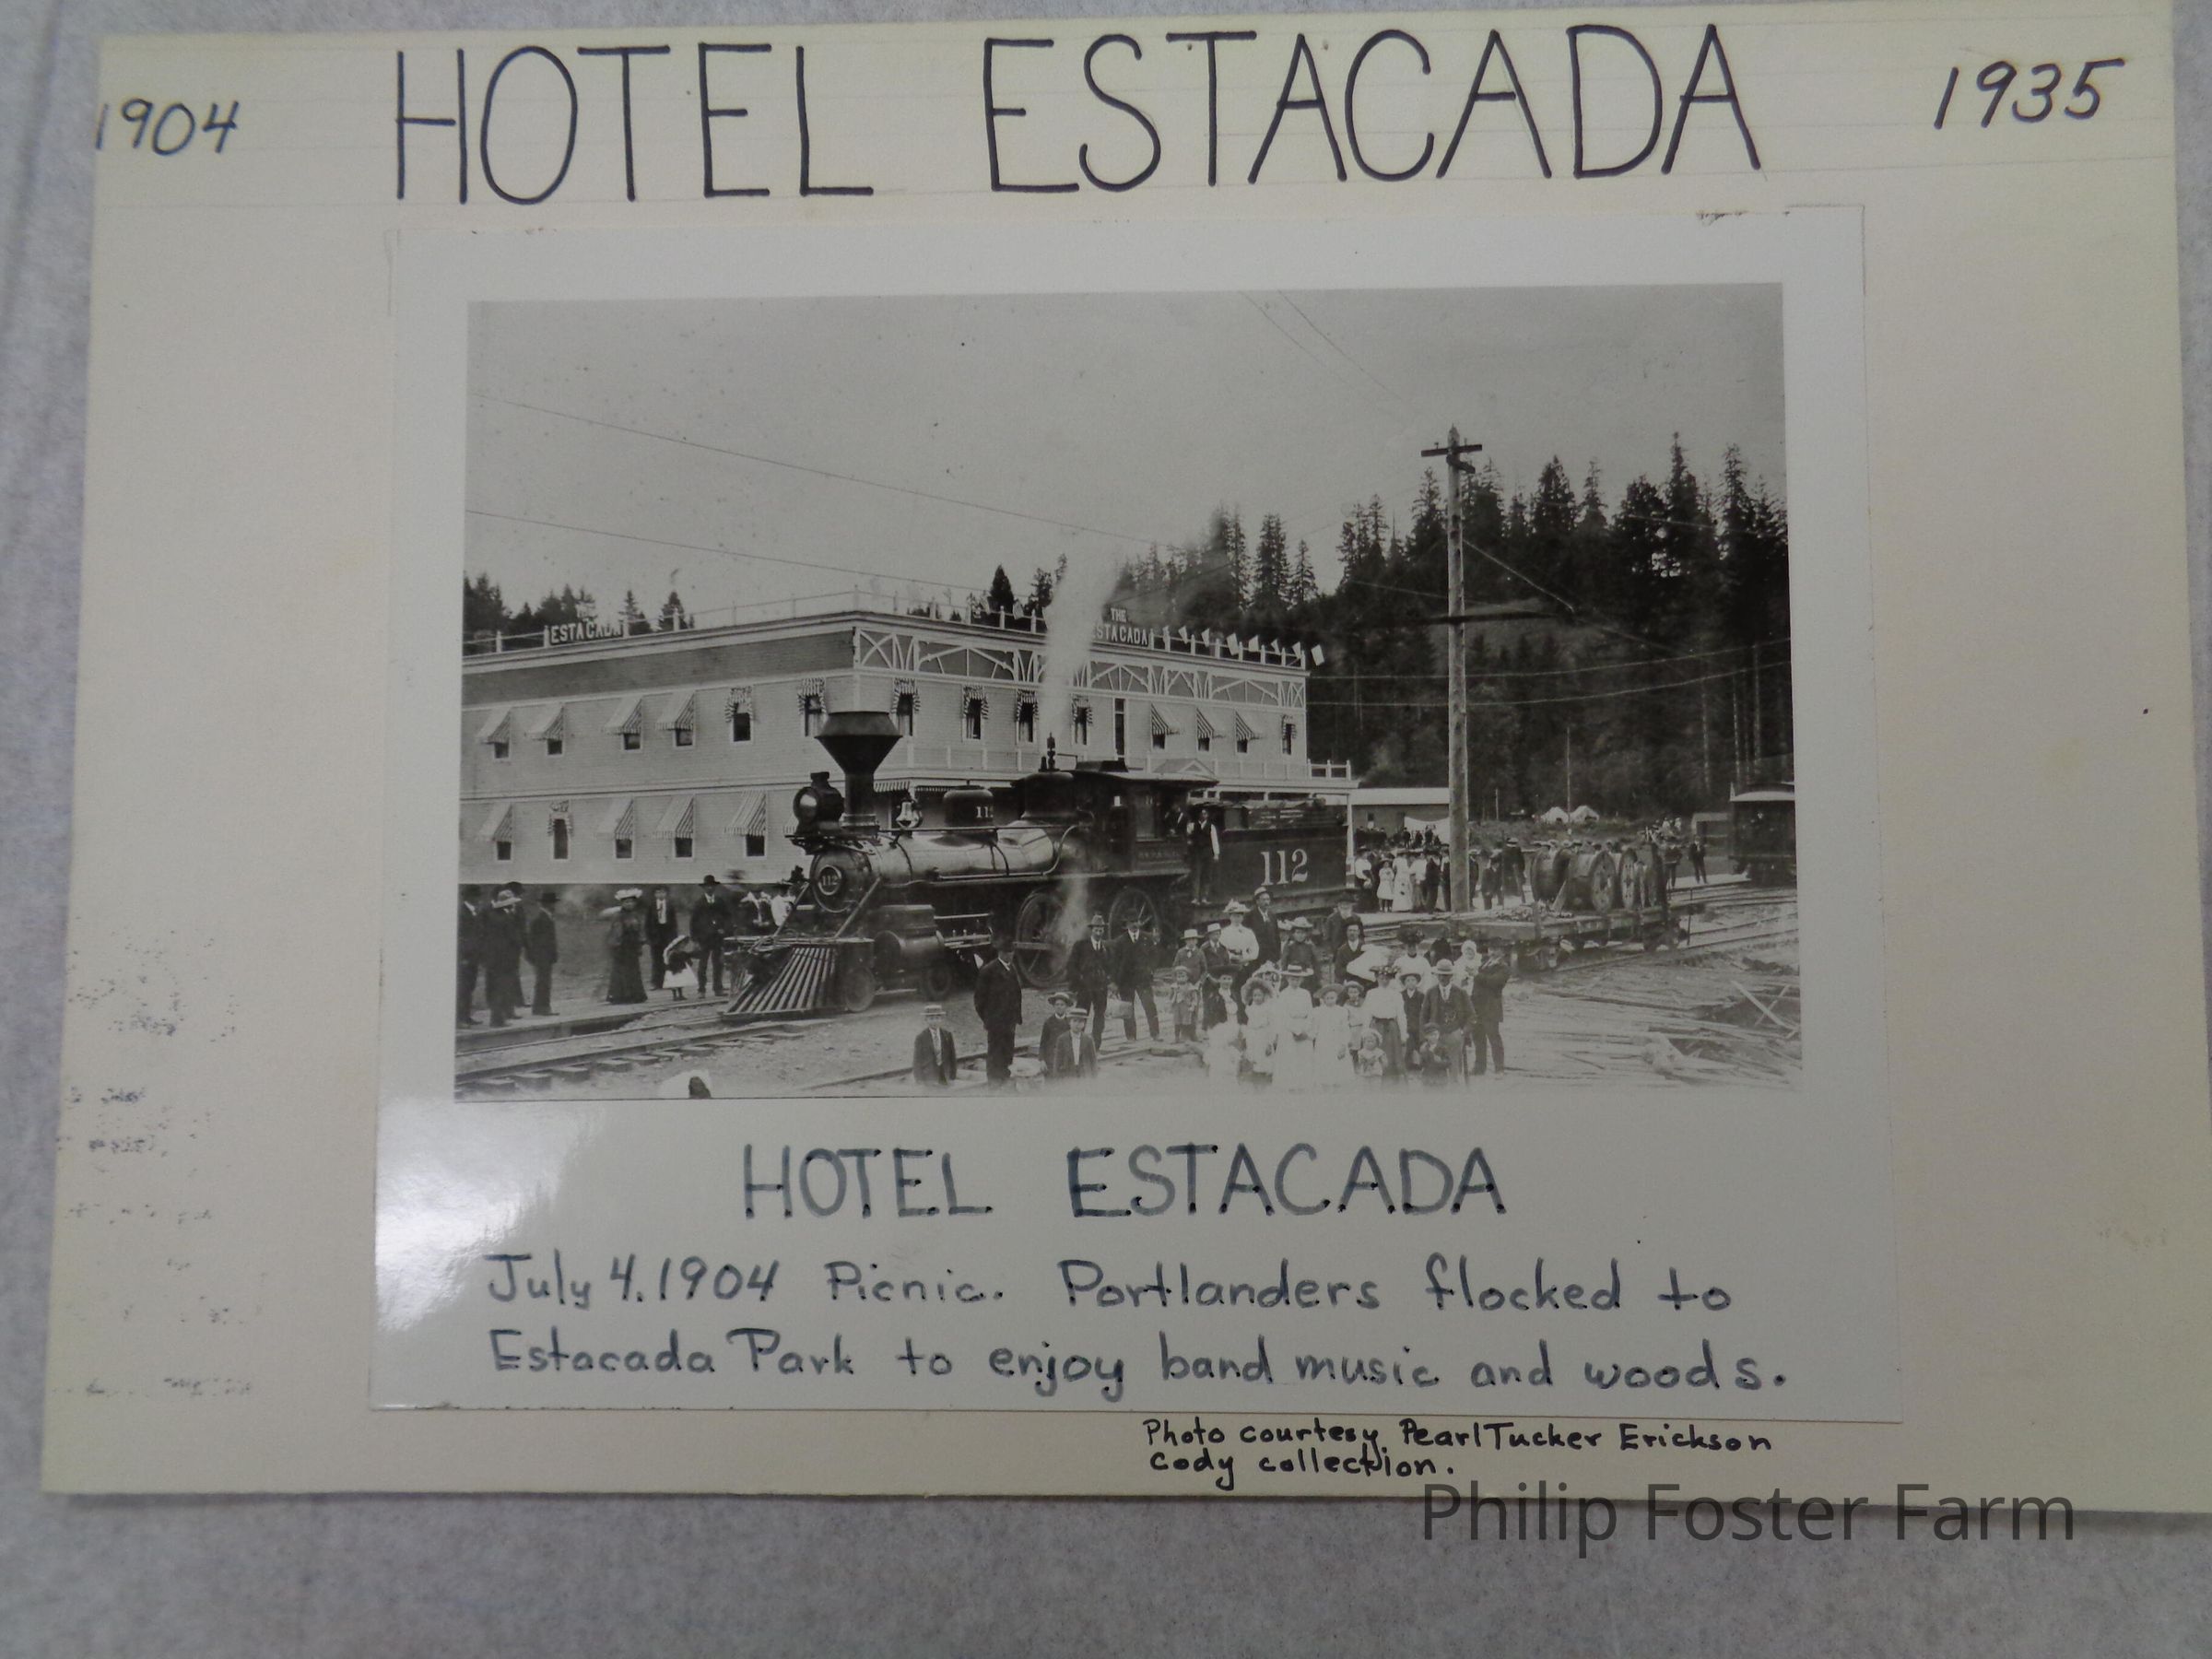 1904 HOTEL ESTACADA 1935
ESTACADA
THE
ESTACADA
112
112
HOTEL ESTACADA
July 4, 1904 Picnic. Portlanders flocked to
Estacada Park to enjoy band music and woods.
Photo courtesy, Pearl Tucker Erickson
Cody collection.
Philip Foster Farm